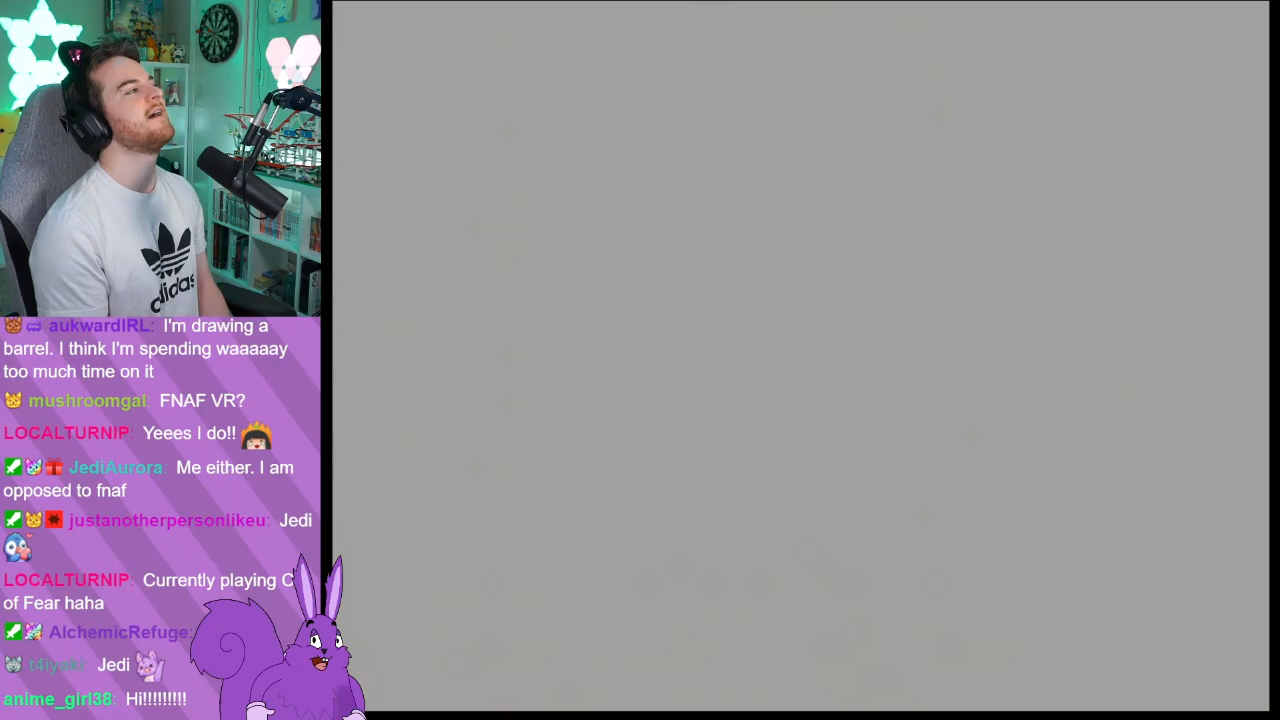 adidas
aukwardIRL: I'm drawing a
barrel. I think I'm spending waaaaay
too much time on it
mushroomgal: FNAF VR?
LOCALTURNIP: Yeees I do!!
JediAurora: Me either. I am
opposed to fnaf
justanotherpersonlikeu: Jedi
LOCALTURNIP: Currently playing
of Fear haha
AlchemicRefuge:
t4iyaki: Jedi
anime_girl38: Hi!!!!!!!!!